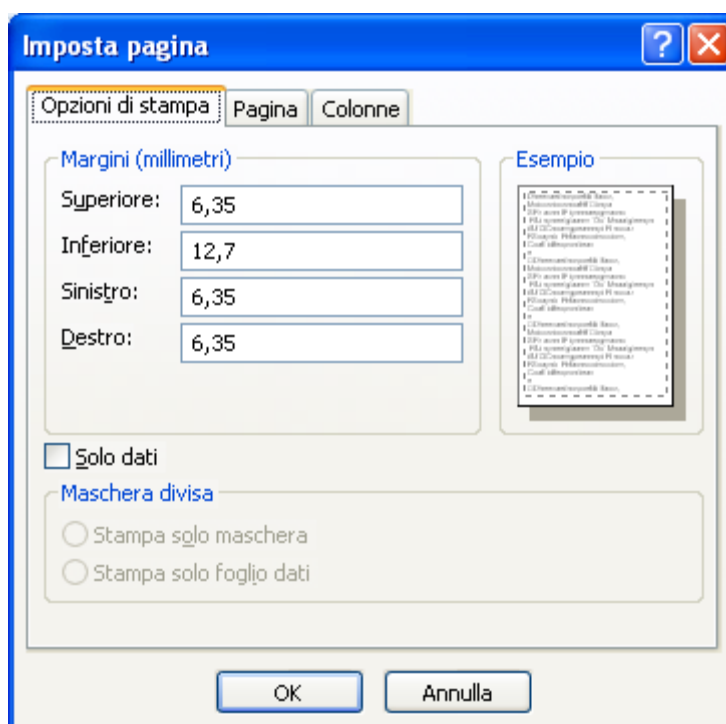 Imposta pagina
Opzioni di stampa Pagina Colonne
Margini (millimetri)
Superiore: 6,35
Inferiore: 12,7
Sinistro: 6,35
Destro: 6,35
Esempio
Solo dati
Maschera divisa
Stampa solo maschera
Stampa solo foglio dati
OK Annulla